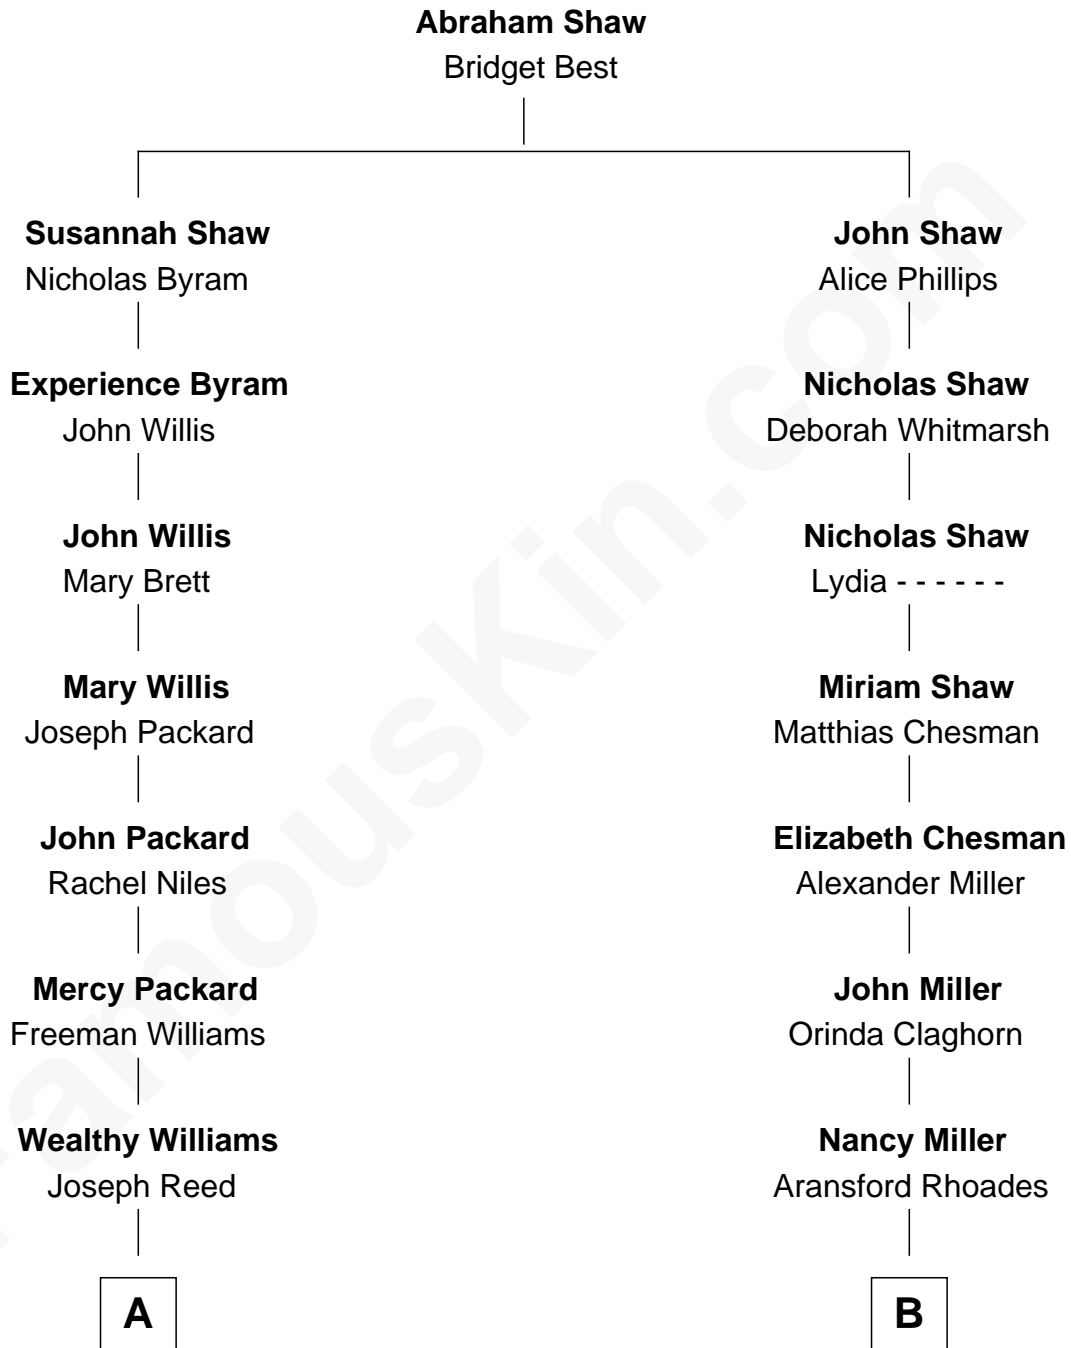 Abraham Shaw
Bridget Best
Susannah Shaw
Nicholas Byram
John Shaw
Alice Phillips
Experience Byram
John Willis
Nicholas Shaw
Deborah Whitmarsh
John Willis
Mary Brett
Nicholas Shaw
Lydia - - - - - -
Mary Willis
Joseph Packard
Miriam Shaw
Matthias Chesman
John Packard
Rachel Niles
Elizabeth Chesman
Alexander Miller
Mercy Packard
Freeman Williams
John Miller
Orinda Claghorn
Wealthy Williams
Joseph Reed
Nancy Miller
Aransford Rhoades
A
B
FamousKin.com